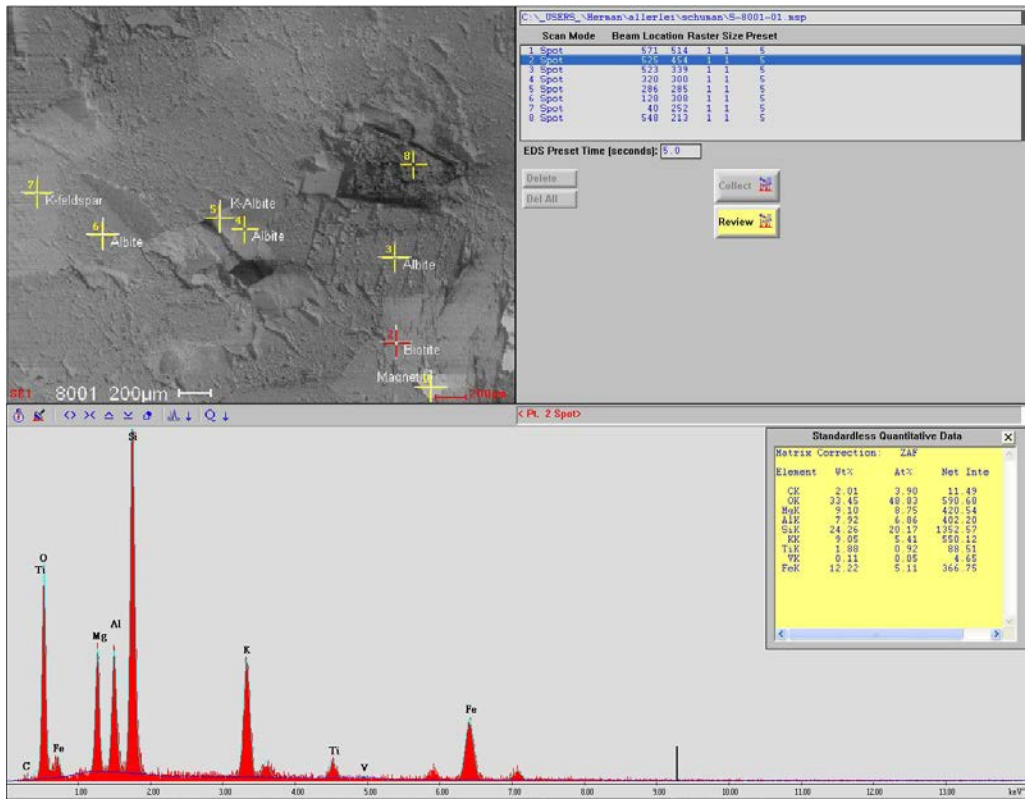 C:\_USERS_\Herman\allerlei\schuman\S-8001-01.msp
Scan Mode Beam Location Raster Size Preset
1 Spot 571 514 1 1 5
2 Spot 525 454 1 1 5
3 Spot 523 339 1 1 5
4 Spot 320 300 1 1 5
5 Spot 286 285 1 1 5
6 Spot 128 308 1 1 5
7 Spot 40 252 1 1 5
8 Spot 548 213 1 1 5
EDS Preset Time (seconds): 5.0
Delete
Collect
Del All
Review
8
7
K-feldspar
5
K-Albite
6
Albite
4
Albite
3
Albite
2
Biotite
Magnetite
SE1 8001 200µm
200µm
< Pt. 2 Spot>
Standardless Quantitative Data
Matrix Correction: ZAF
Element Wt% At% Net Inte
CK 2.01 3.90 11.49
OK 33.45 48.83 590.68
MgK 9.10 8.75 420.54
AlK 7.92 6.86 402.20
SiK 24.26 20.17 1352.57
KK 9.05 5.41 550.12
TiK 1.88 0.92 88.51
VK 0.11 0.05 4.65
FeK 12.22 5.11 366.75
Si
O
Ti
Mg
Al
K
Fe
Fe
Ti
C
V
1.00 2.00 3.00 4.00 5.00 6.00 7.00 8.00 9.00 10.00 11.00 12.00 13.00 keV